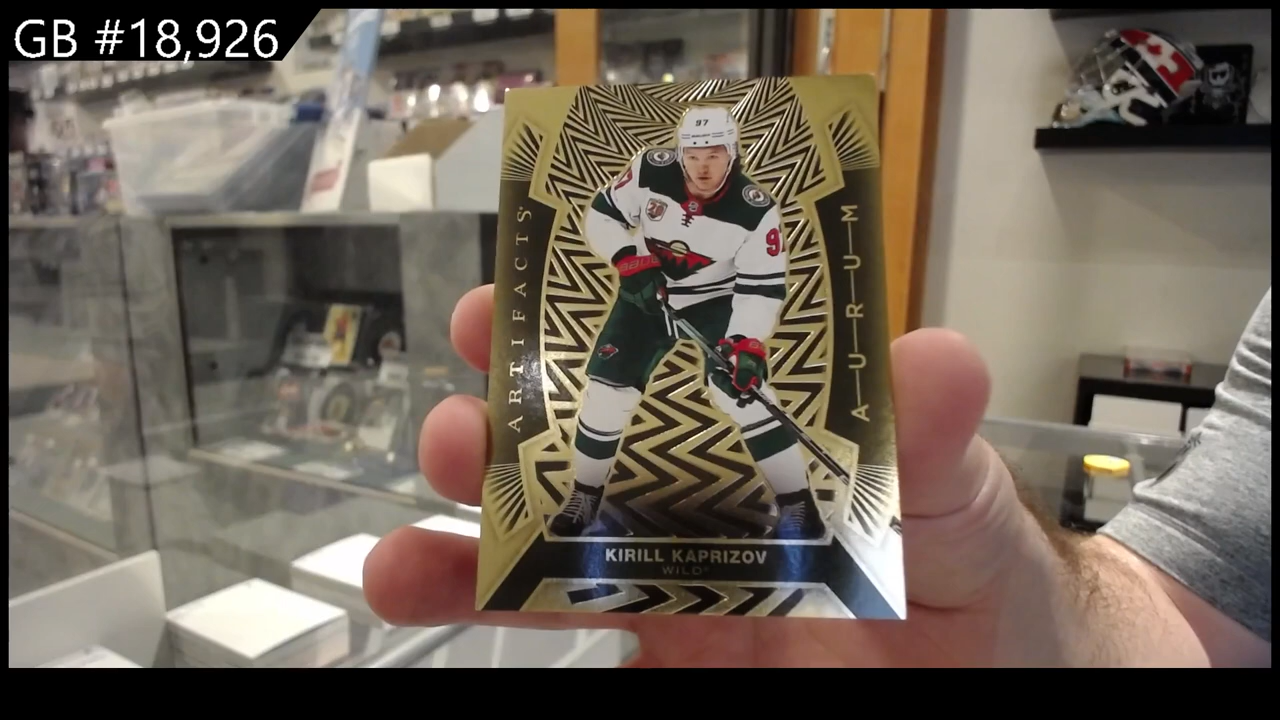 GB #18,926
97
ARTIFACTS
AURUM
KIRILL KAPRIZOV
WILD